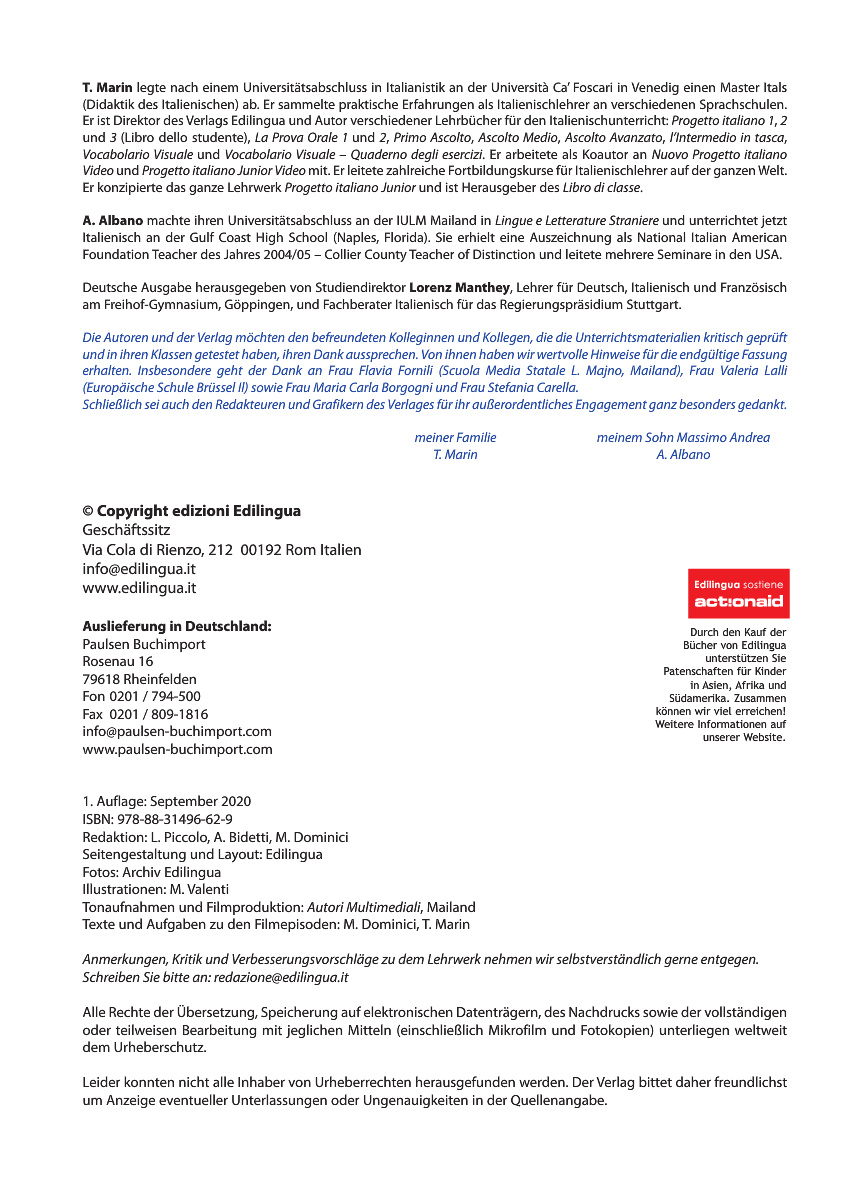 T. Marin legte nach einem Universitätsabschluss in Italianistik an der Università Ca’ Foscari in Venedig einen Master Itals
(Didaktik des Italienischen) ab. Er sammelte praktische Erfahrungen als Italienischlehrer an verschiedenen Sprachschulen.
Er ist Direktor des Verlags Edilingua und Autor verschiedener Lehrbücher für den Italienischunterricht: Progetto italiano 1, 2
und 3 (Libro dello studente), La Prova Orale 1 und 2, Primo Ascolto, Ascolto Medio, Ascolto Avanzato, l’Intermedio in tasca,
Vocabolario Visuale und Vocabolario Visuale – Quaderno degli esercizi. Er arbeitete als Koautor an Nuovo Progetto italiano
Video und Progetto italiano Junior Video mit. Er leitete zahlreiche Fortbildungskurse für Italienischlehrer auf der ganzen Welt.
Er konzipierte das ganze Lehrwerk Progetto italiano Junior und ist Herausgeber des Libro di classe.
A. Albano machte ihren Universitätsabschluss an der IULM Mailand in Lingue e Letterature Straniere und unterrichtet jetzt
Italienisch an der Gulf Coast High School (Naples, Florida). Sie erhielt eine Auszeichnung als National Italian American
Foundation Teacher des Jahres 2004/05 – Collier County Teacher of Distinction und leitete mehrere Seminare in den USA.
Deutsche Ausgabe herausgegeben von Studiendirektor Lorenz Manthey, Lehrer für Deutsch, Italienisch und Französisch
am Freihof-Gymnasium, Göppingen, und Fachberater Italienisch für das Regierungspräsidium Stuttgart.
Die Autoren und der Verlag möchten den befreundeten Kolleginnen und Kollegen, die die Unterrichtsmaterialien kritisch geprüft
und in ihren Klassen getestet haben, ihren Dank aussprechen. Von ihnen haben wir wertvolle Hinweise für die endgültige Fassung
erhalten. Insbesondere geht der Dank an Frau Flavia Fornili (Scuola Media Statale L. Majno, Mailand), Frau Valeria Lalli
(Europäische Schule Brüssel II) sowie Frau Maria Carla Borgogni und Frau Stefania Carella.
Schließlich sei auch den Redakteuren und Grafikern des Verlages für ihr außerordentliches Engagement ganz besonders gedankt.
meiner Familie
T. Marin
meinem Sohn Massimo Andrea
A. Albano
© Copyright edizioni Edilingua
Geschäftssitz
Via Cola di Rienzo, 212 00192 Rom Italien
info@edilingua.it
www.edilingua.it
Auslieferung in Deutschland:
Paulsen Buchimport
Rosenau 16
79618 Rheinfelden
Fon 0201 / 794-500
Fax 0201 / 809-1816
info@paulsen-buchimport.com
www.paulsen-buchimport.com
Edilingua sostiene
act!onaid
Durch den Kauf der
Bücher von Edilingua
unterstützen Sie
Patenschaften für Kinder
in Asien, Afrika und
Südamerika. Zusammen
können wir viel erreichen!
Weitere Informationen auf
unserer Website.
1. Auflage: September 2020
ISBN: 978-88-31496-62-9
Redaktion: L. Piccolo, A. Bidetti, M. Dominici
Seitengestaltung und Layout: Edilingua
Fotos: Archiv Edilingua
Illustrationen: M. Valenti
Tonaufnahmen und Filmproduktion: Autori Multimediali, Mailand
Texte und Aufgaben zu den Filmepisoden: M. Dominici, T. Marin
Anmerkungen, Kritik und Verbesserungsvorschläge zu dem Lehrwerk nehmen wir selbstverständlich gerne entgegen.
Schreiben Sie bitte an: redazione@edilingua.it
Alle Rechte der Übersetzung, Speicherung auf elektronischen Datenträgern, des Nachdrucks sowie der vollständigen
oder teilweisen Bearbeitung mit jeglichen Mitteln (einschließlich Mikrofilm und Fotokopien) unterliegen weltweit
dem Urheberschutz.
Leider konnten nicht alle Inhaber von Urheberrechten herausgefunden werden. Der Verlag bittet daher freundlichst
um Anzeige eventueller Unterlassungen oder Ungenauigkeiten in der Quellenangabe.